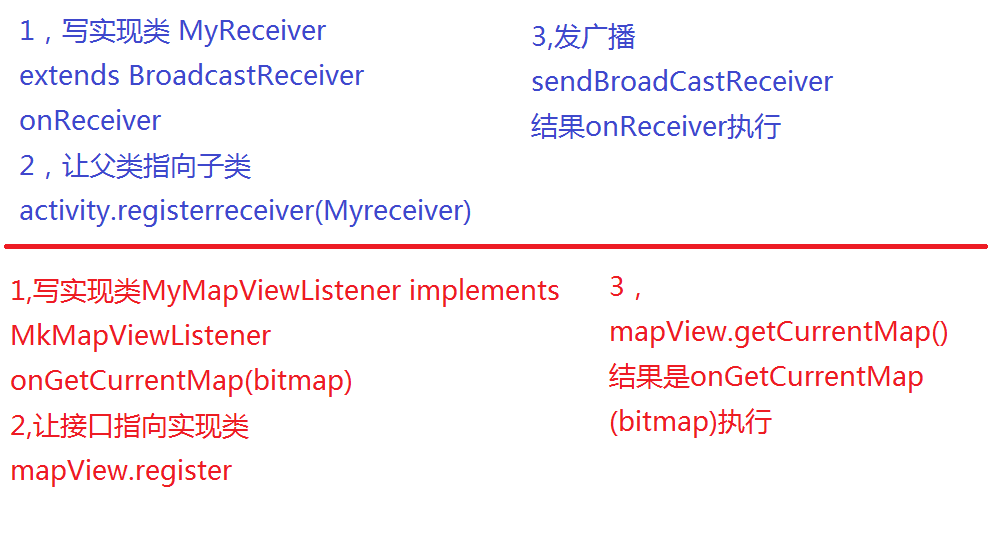 1，写实现类 MyReceiver
extends BroadcastReceiver
onReceiver
2，让父类指向子类
activity.registerreceiver(Myreceiver)
3,发广播
sendBroadCastReceiver
结果onReceiver执行
1,写实现类MyMapViewListener implements
MkMapViewListener
onGetCurrentMap(bitmap)
2,让接口指向实现类
mapView.register
3，
mapView.getCurrentMap()
结果是onGetCurrentMap
(bitmap)执行